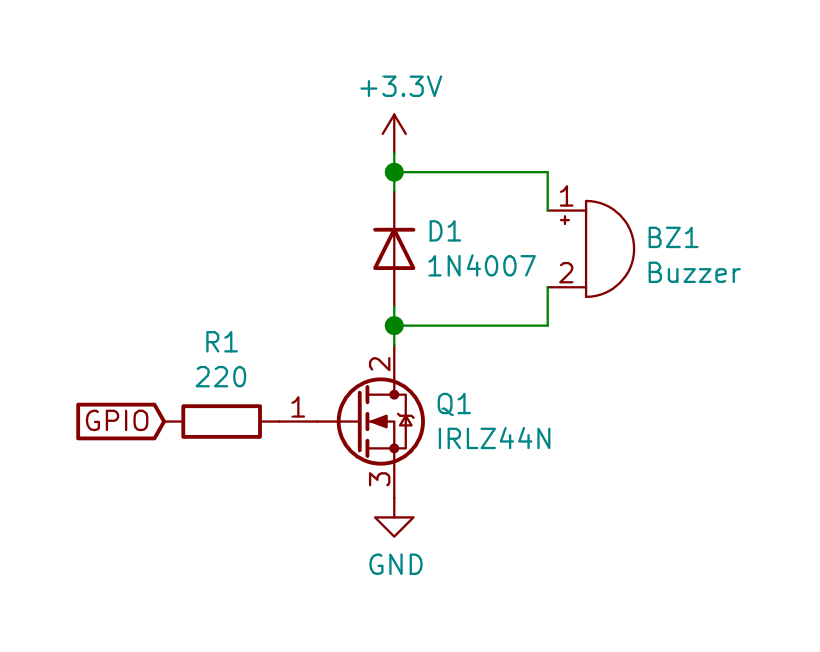 +3.3V
1
+
D1
1N4007
BZ1
Buzzer
2
R1
220
2
GPIO
1
Q1
IRLZ44N
3
GND